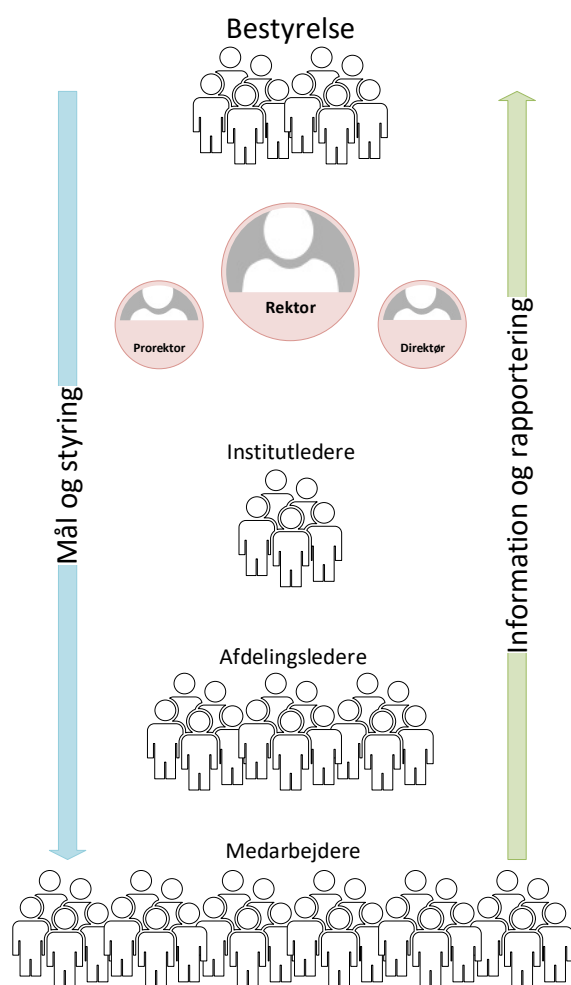 Bestyrelse
Rektor
Prorektor
Direktør
Mål og styring
Information og rapportering
Institutledere
Afdelingsledere
Medarbejdere